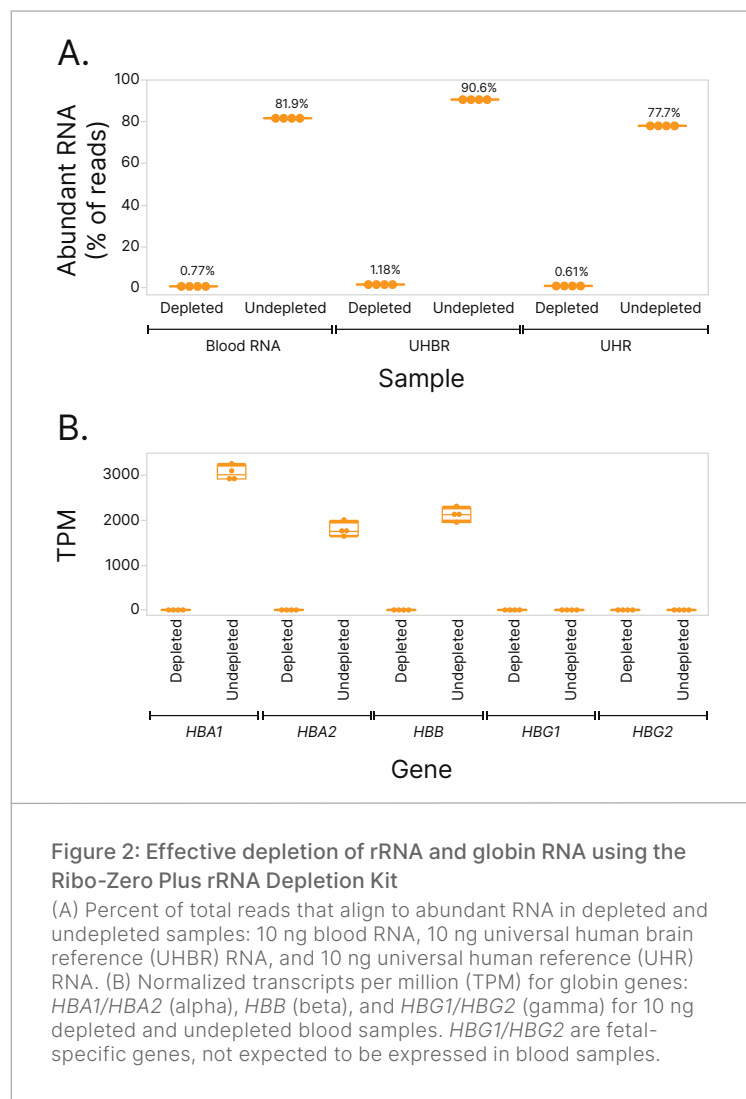 A.
Abundant RNA
(% of reads)
100
80
60
40
20
0
0.77%
81.9%
1.18%
90.6%
0.61%
77.7%
Depleted Undepleted Depleted Undepleted Depleted Undepleted
Blood RNA UHBR UHR
Sample
B.
TPM
3000
2000
1000
0
Depleted Undepleted Depleted Undepleted Depleted Undepleted Depleted Undepleted Depleted Undepleted
HBA1 HBA2 HBB HBG1 HBG2
Gene
Figure 2: Effective depletion of rRNA and globin RNA using the
Ribo-Zero Plus rRNA Depletion Kit
(A) Percent of total reads that align to abundant RNA in depleted and
undepleted samples: 10 ng blood RNA, 10 ng universal human brain
reference (UHBR) RNA, and 10 ng universal human reference (UHR)
RNA. (B) Normalized transcripts per million (TPM) for globin genes:
HBA1/HBA2 (alpha), HBB (beta), and HBG1/HBG2 (gamma) for 10 ng
depleted and undepleted blood samples. HBG1/HBG2 are fetal-
specific genes, not expected to be expressed in blood samples.